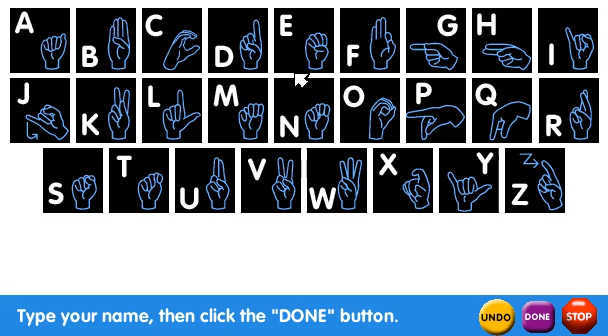 A B C D E F G H I
J K L M N O P Q R
S T U V W X Y Z Z
Type your name, then click the "DONE" button.
UNDO DONE STOP